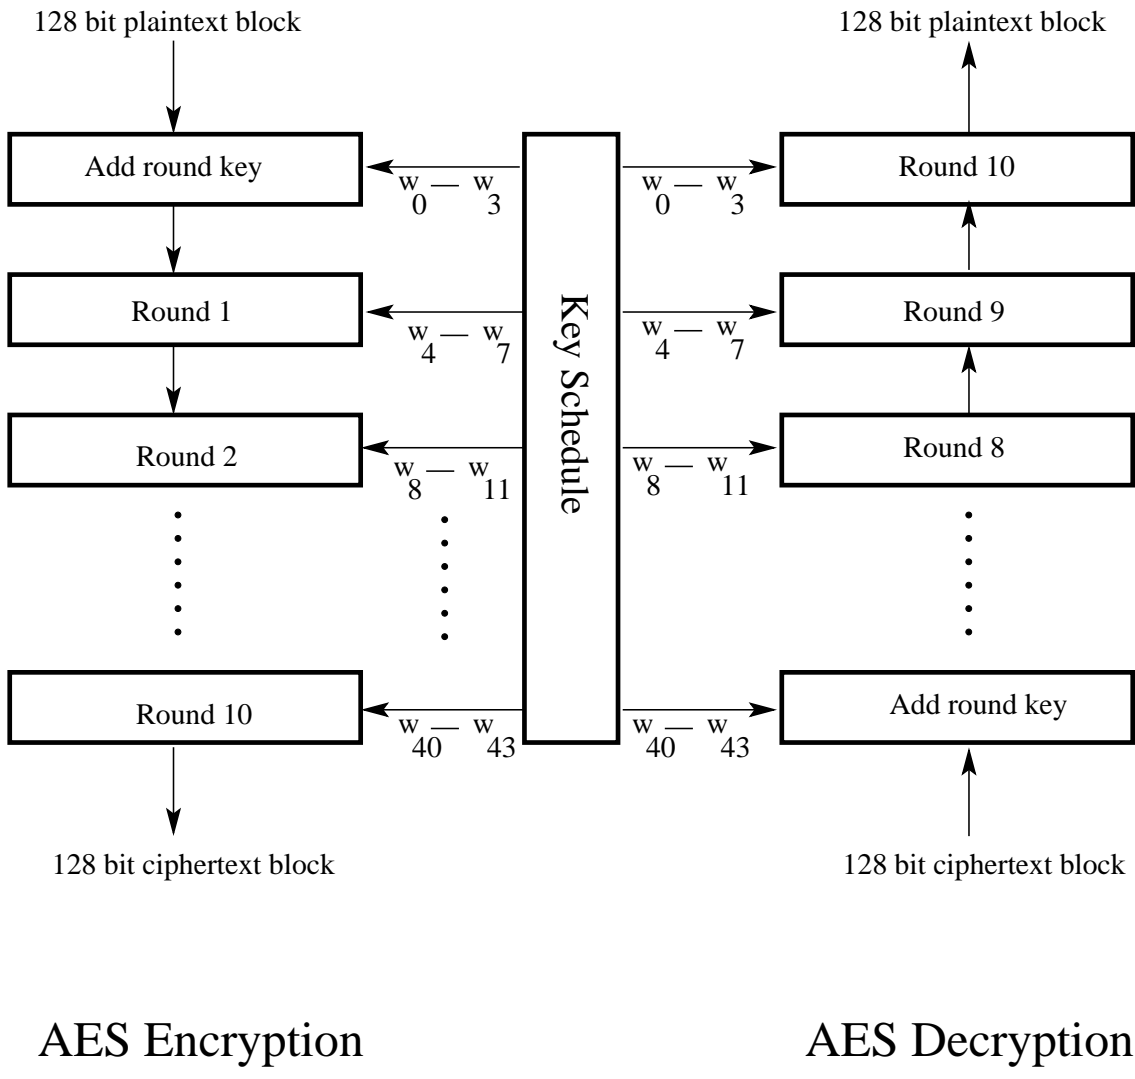 128 bit plaintext block
128 bit plaintext block
Add round key
w0 — w3
w0 — w3
Round 10
Round 1
w4 — w7
Key Schedule
w4 — w7
Round 9
Round 2
w8 — w11
w8 — w11
Round 8
Round 10
w40 — w43
w40 — w43
Add round key
128 bit ciphertext block
128 bit ciphertext block
AES Encryption
AES Decryption